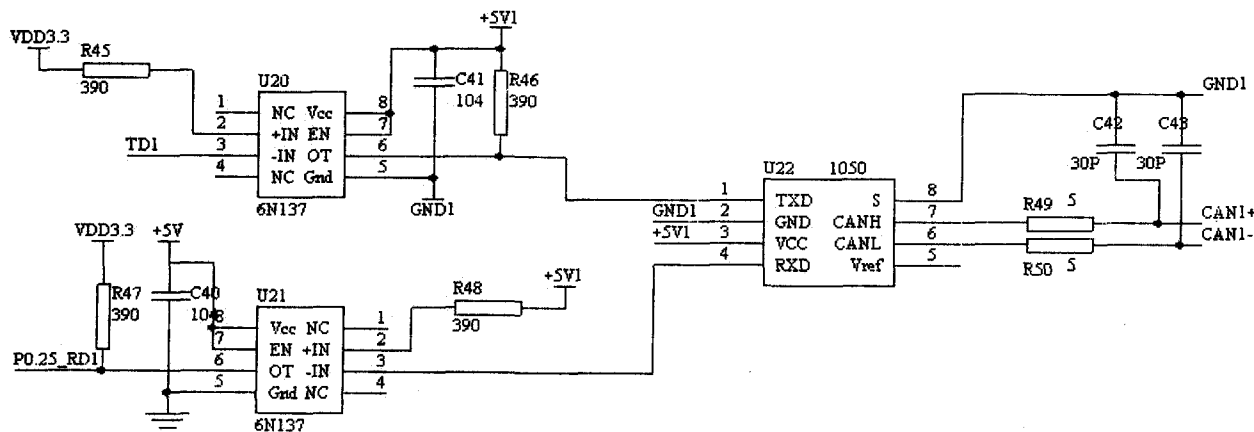 +5V1
VDD3.3
R45
390
U20
1 NC Vcc 8
2 +IN EN 7
3 -IN OT 6
4 NC Gnd 5
6N137
TD1
C41
104
R46
390
GND1
GND1
C42 C43
30P 30P
U22 1050
1 TXD S 8
GND1 2 GND CANH 7
+5V1 3 VCC CANL 6
4 RXD Vref 5
R49 5
R50 5
CAN1+
CAN1-
VDD3.3
+5V
R47
390
C40
U21
8 Vcc NC 1
7 EN +IN 2
6 OT -IN 3
5 Gnd NC 4
6N137
P0.25_RD1
R48
390
+5V1